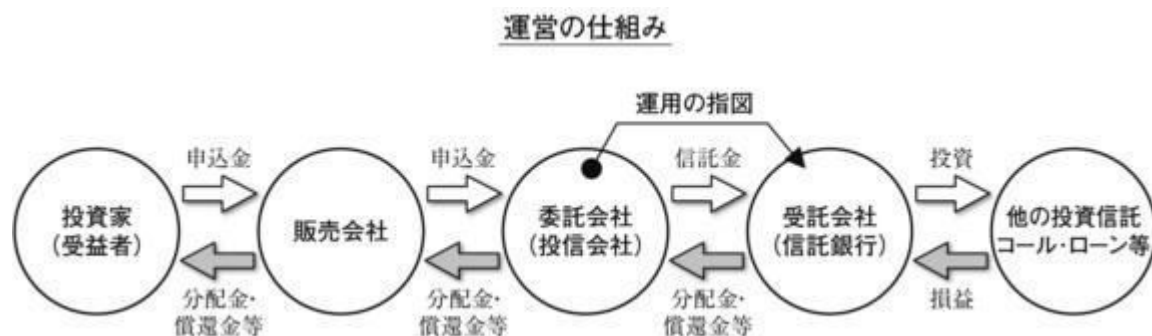 運営の仕組み
運用の指図
申込金
申込金
信託金
投資
投資家
（受益者）
販売会社
委託会社
（投信会社）
受託会社
（信託銀行）
他の投資信託
コール・ローン等
分配金・
償還金等
分配金・
償還金等
分配金・
償還金等
損益